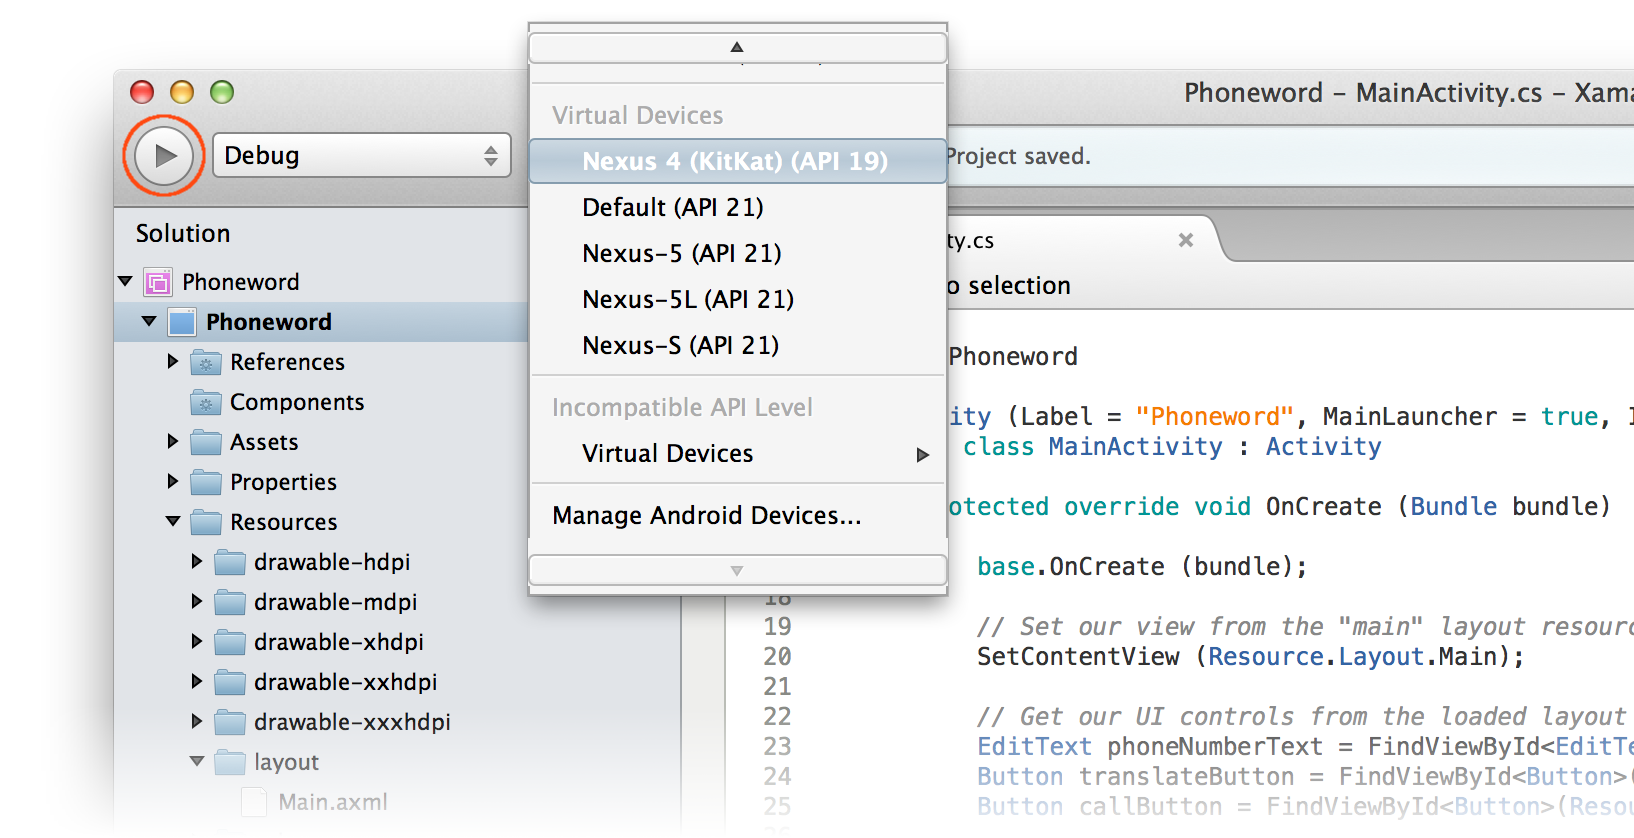 Phoneword – MainActivity.cs – Xama
Debug
Project saved.
Virtual Devices
Nexus 4 (KitKat) (API 19)
Default (API 21)
Nexus-5 (API 21)
Nexus-5L (API 21)
Nexus-S (API 21)
Incompatible API Level
Virtual Devices
Manage Android Devices...
Solution
Phoneword
Phoneword
References
Components
Assets
Properties
Resources
drawable-hdpi
drawable-mdpi
drawable-xhdpi
drawable-xxhdpi
drawable-xxxhdpi
layout
Main.axml
ty.cs
o selection
Phoneword
ity (Label = "Phoneword", MainLauncher = true, I
class MainActivity : Activity
otected override void OnCreate (Bundle bundle)
base.OnCreate (bundle);
18
19 // Set our view from the "main" layout resourc
20 SetContentView (Resource.Layout.Main);
21
22 // Get our UI controls from the loaded layout
23 EditText phoneNumberText = FindViewById<EditTe
24 Button translateButton = FindViewById<Button>(
25 Button callButton = FindViewById<Button>(Resou